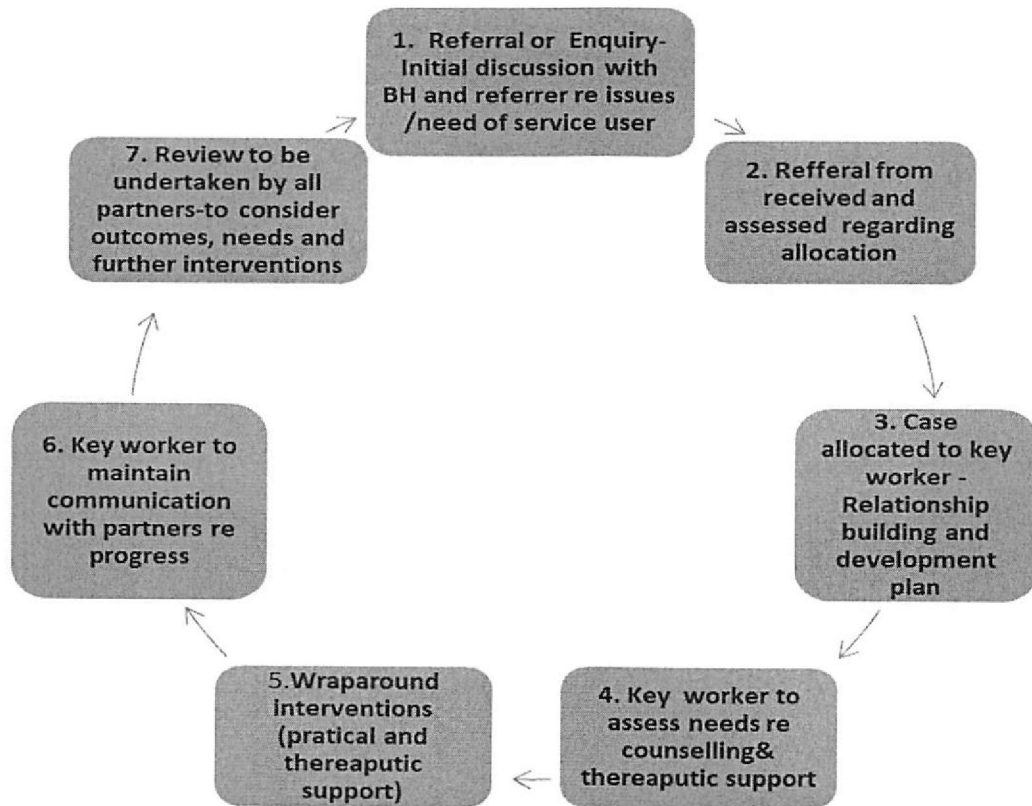 1. Referral or Enquiry-
Initial discussion with
BH and referrer re issues
/need of service user
2. Refferal from
received and
assessed regarding
allocation
3. Case
allocated to key
worker -
Relationship
building and
development
plan
4. Key worker to
assess needs re
counselling&
thereaputic support
5.Wraparound
interventions
(pratical and
thereaputic
support)
6. Key worker to
maintain
communication
with partners re
progress
7. Review to be
undertaken by all
partners-to consider
outcomes, needs and
further interventions